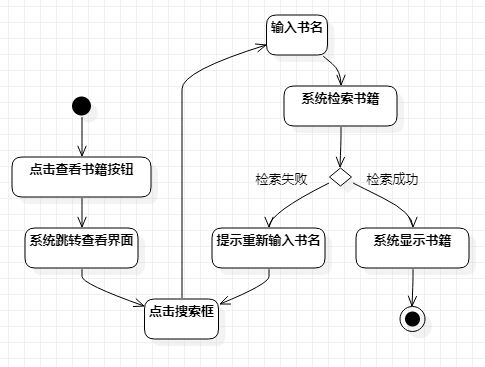 输入书名
系统检索书籍
点击查看书籍按钮
检索失败
检索成功
系统跳转查看界面
提示重新输入书名
系统显示书籍
点击搜索框